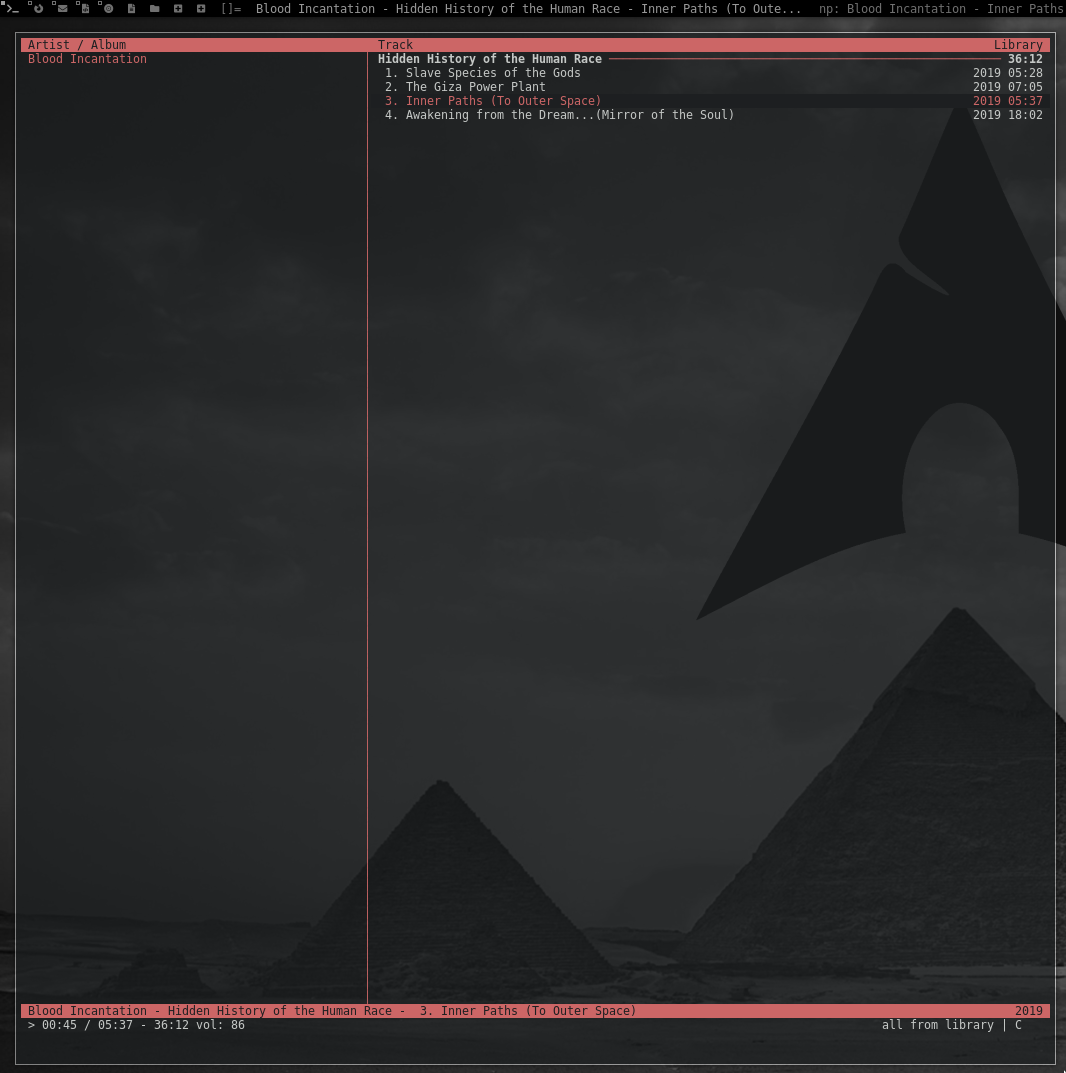 []= Blood Incantation - Hidden History of the Human Race - Inner Paths (To Oute... np: Blood Incantation - Inner Paths
Artist / Album Track Library
Blood Incantation Hidden History of the Human Race 36:12
1. Slave Species of the Gods 2019 05:28
2. The Giza Power Plant 2019 07:05
3. Inner Paths (To Outer Space) 2019 05:37
4. Awakening from the Dream...(Mirror of the Soul) 2019 18:02
Blood Incantation - Hidden History of the Human Race - 3. Inner Paths (To Outer Space) 2019
> 00:45 / 05:37 - 36:12 vol: 86 all from library | C